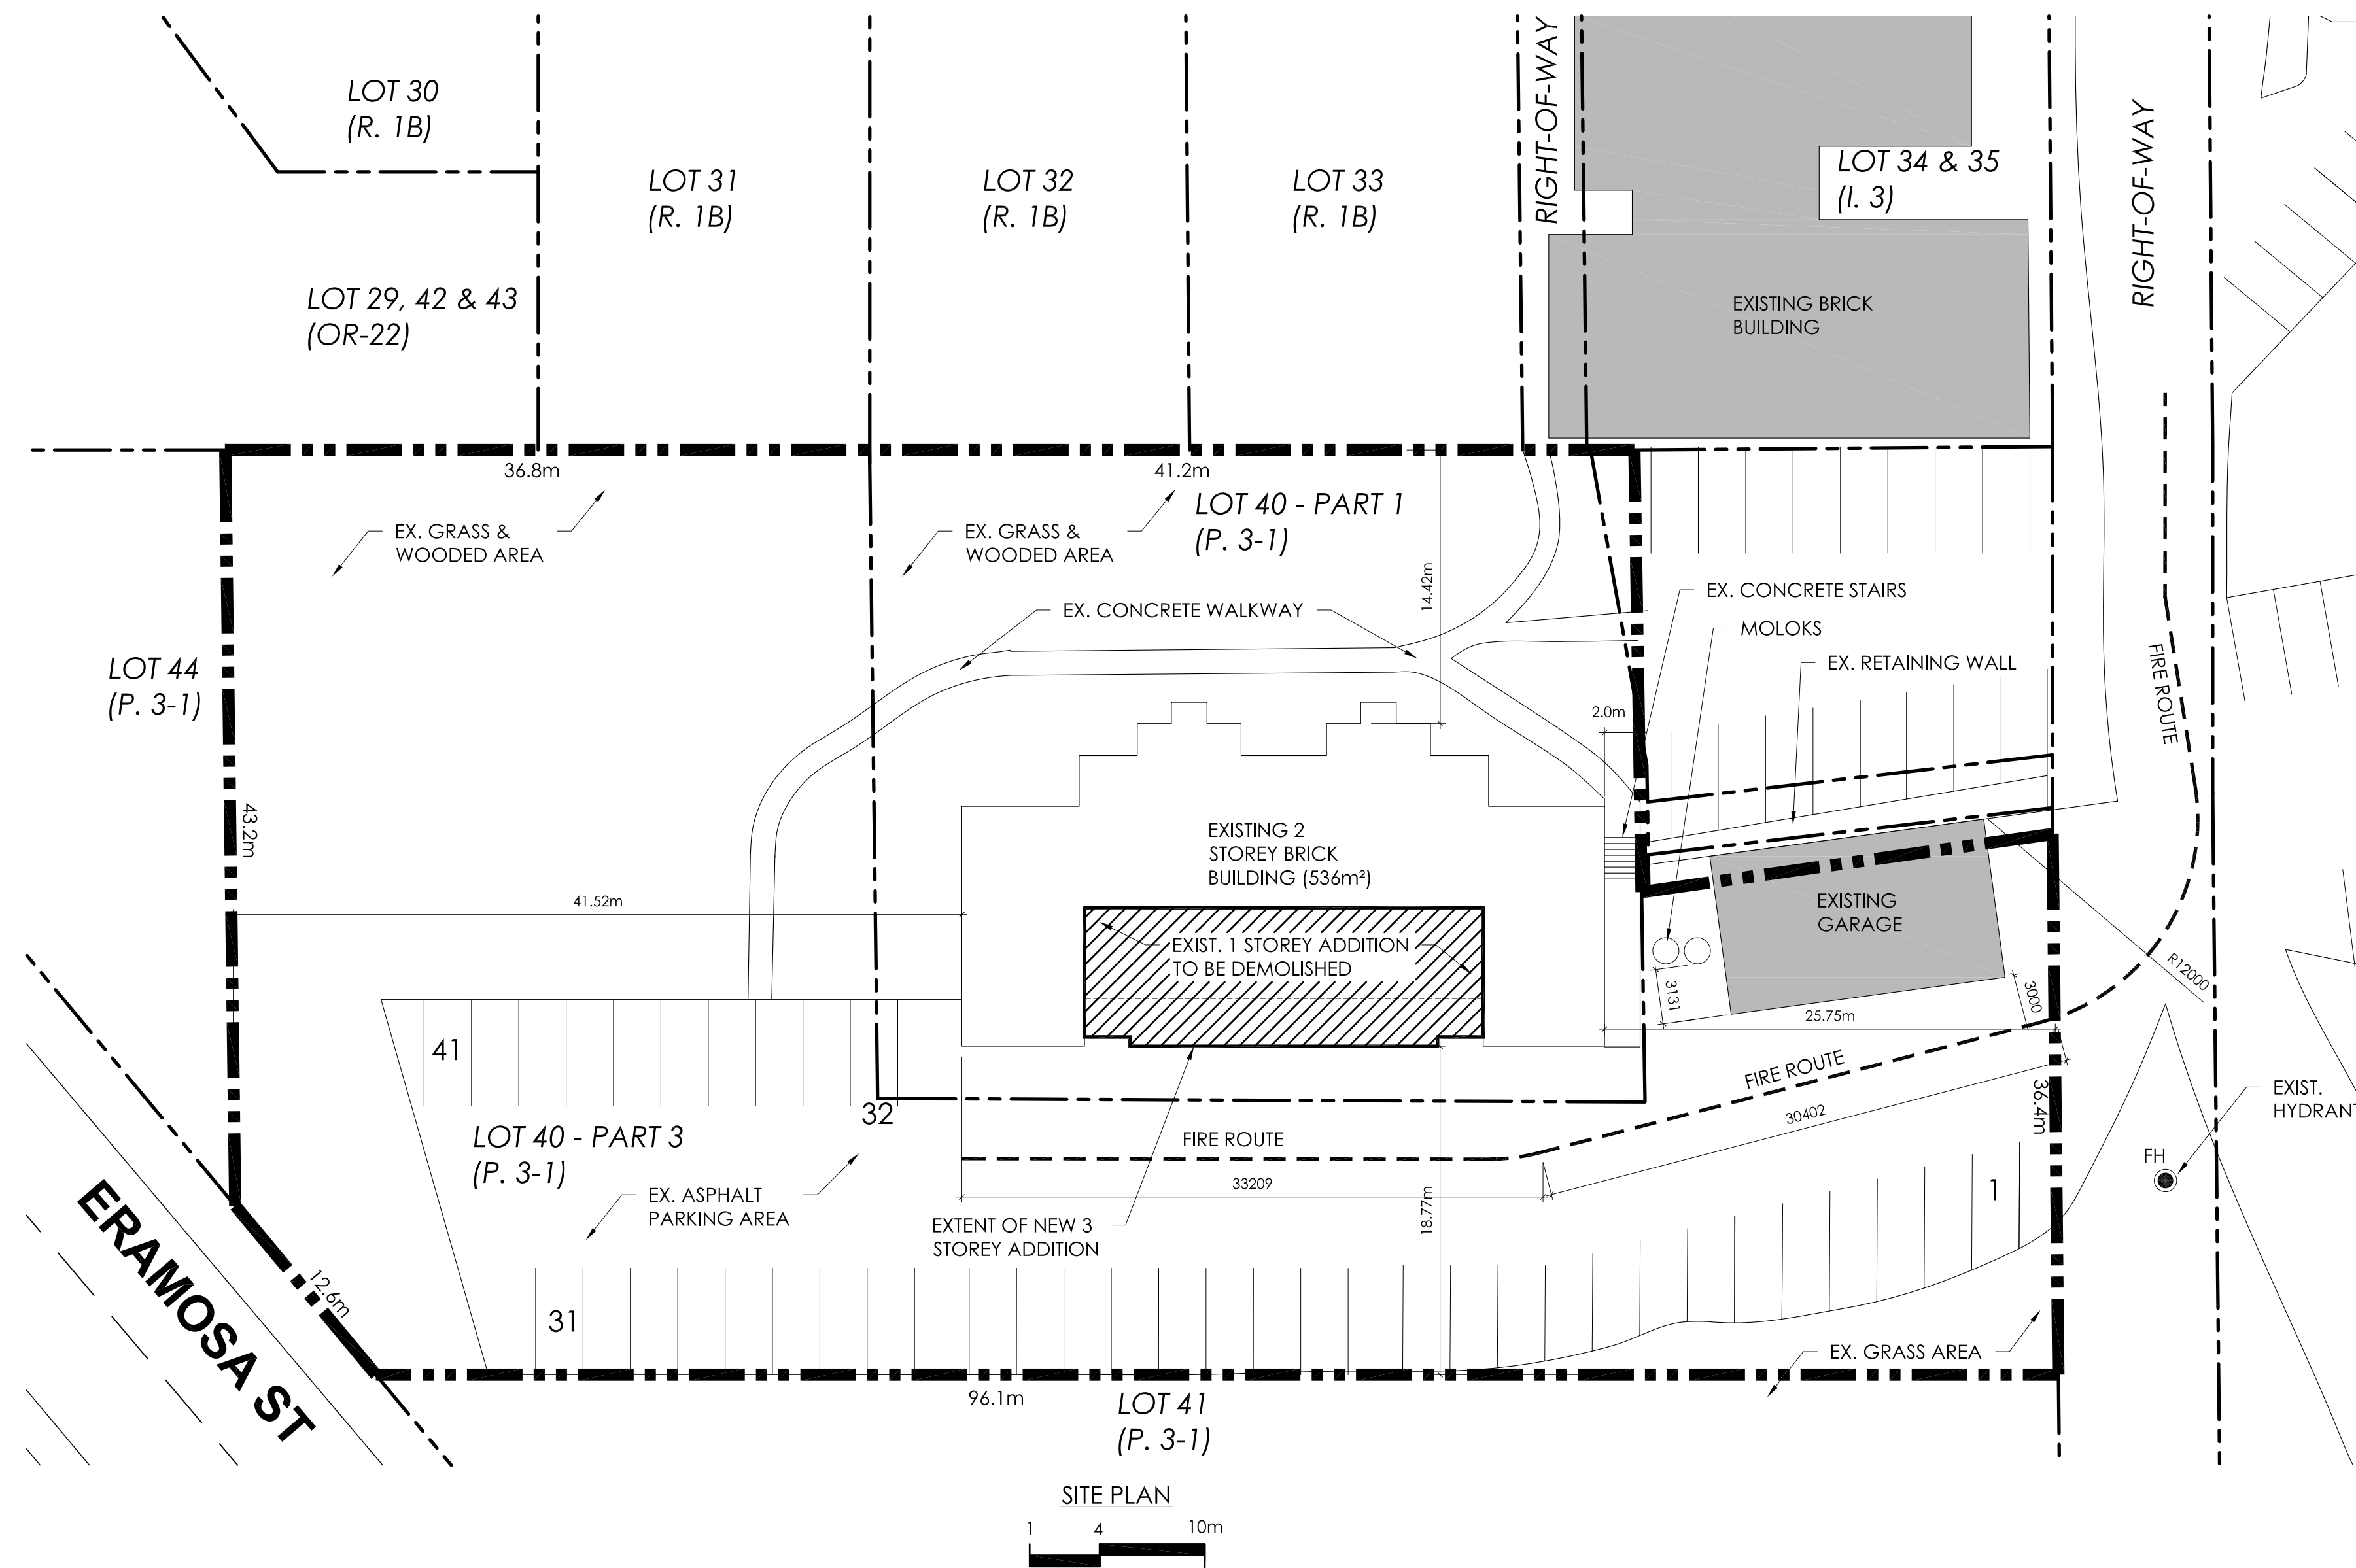 LOT 30
(R. 1B)
LOT 31
(R. 1B)
LOT 32
(R. 1B)
LOT 33
(R. 1B)
RIGHT-OF-WAY
LOT 34 & 35
(I. 3)
RIGHT-OF-WAY
LOT 29, 42 & 43
(OR-22)
EXISTING BRICK
BUILDING
36.8m
41.2m
LOT 40 - PART 1
(P. 3-1)
EX. GRASS &
WOODED AREA
EX. GRASS &
WOODED AREA
14.42m
EX. CONCRETE WALKWAY
EX. CONCRETE STAIRS
MOLOKS
EX. RETAINING WALL
FIRE ROUTE
LOT 44
(P. 3-1)
2.0m
43.2m
EXISTING 2
STOREY BRICK
BUILDING (536m²)
41.52m
EXISTING
GARAGE
EXIST. 1 STOREY ADDITION
TO BE DEMOLISHED
3131
3000
R12000
25.75m
41
32
FIRE ROUTE
36.4m
EXIST.
HYDRANT
LOT 40 - PART 3
(P. 3-1)
FIRE ROUTE
30402
FH
33209
1
EX. ASPHALT
PARKING AREA
18.77m
EXTENT OF NEW 3
STOREY ADDITION
ERAMOSA ST
12.6m
31
EX. GRASS AREA
96.1m
LOT 41
(P. 3-1)
SITE PLAN
1 4 10m